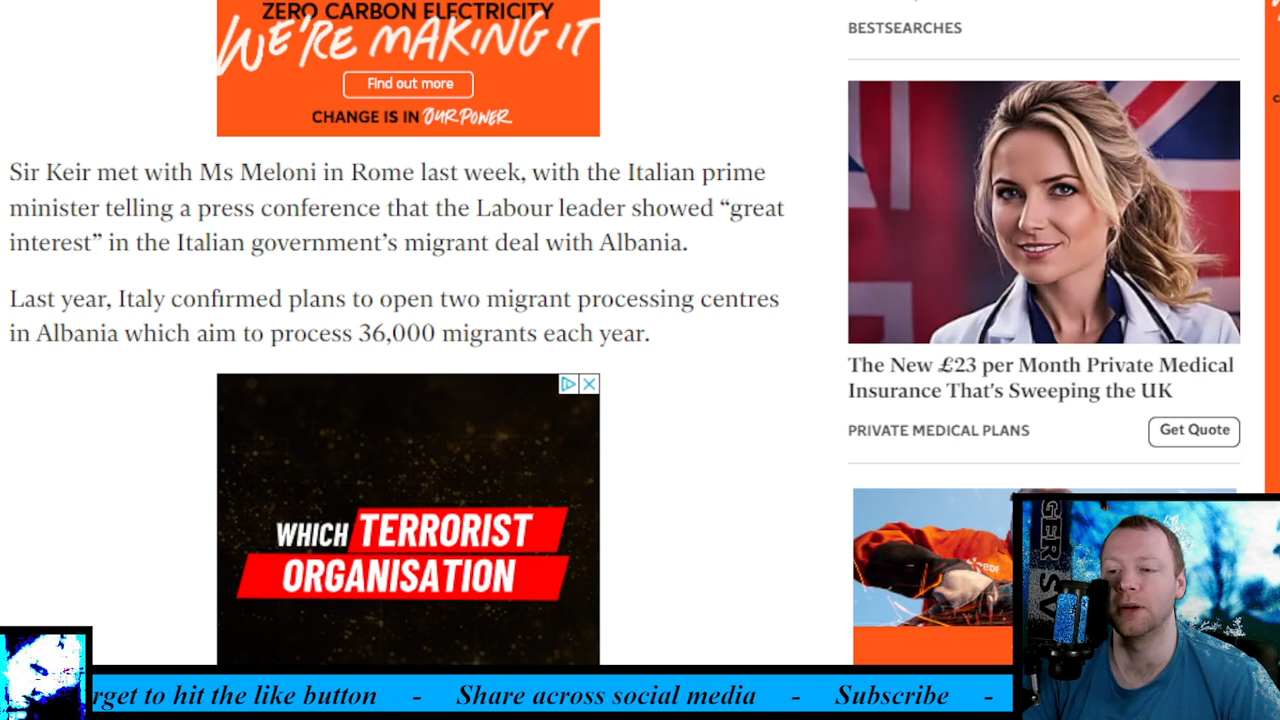 ZERO CARBON ELECTRICITY
WE'RE MAKING IT
Find out more
CHANGE IS IN OUR POWER
Sir Keir met with Ms Meloni in Rome last week, with the Italian prime
minister telling a press conference that the Labour leader showed “great
interest” in the Italian government’s migrant deal with Albania.
Last year, Italy confirmed plans to open two migrant processing centres
in Albania which aim to process 36,000 migrants each year.
WHICH TERRORIST
ORGANISATION
BESTSEARCHES
The New £23 per Month Private Medical
Insurance That's Sweeping the UK
PRIVATE MEDICAL PLANS
Get Quote
EDF
GER SV
rget to hit the like button - Share across social media - Subscribe -